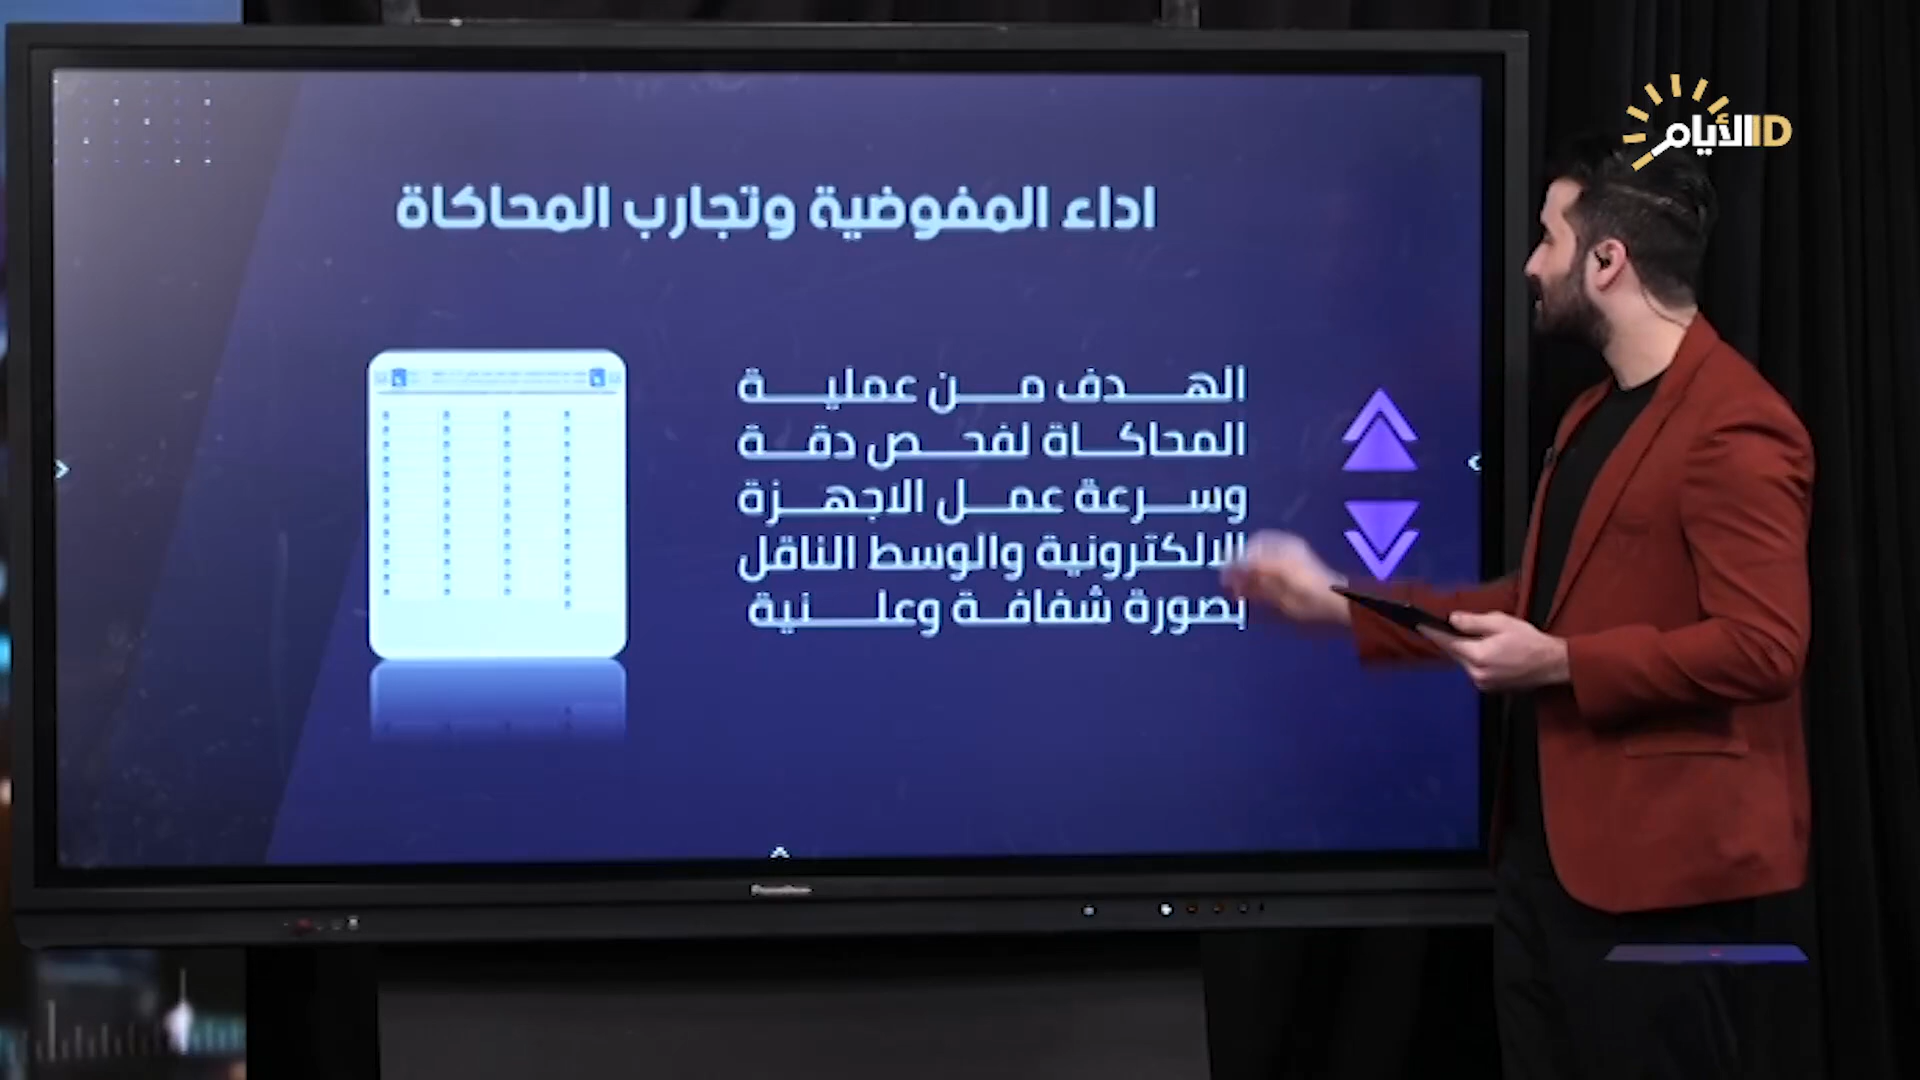 الأيام ID
اداء المفوضية وتجارب المحاكاة
الهدف من عملية
المحاكاة لفحص دقة
وسرعة عمل الاجهزة
الالكترونية والوسط الناقل
بصورة شفافة وعلنية